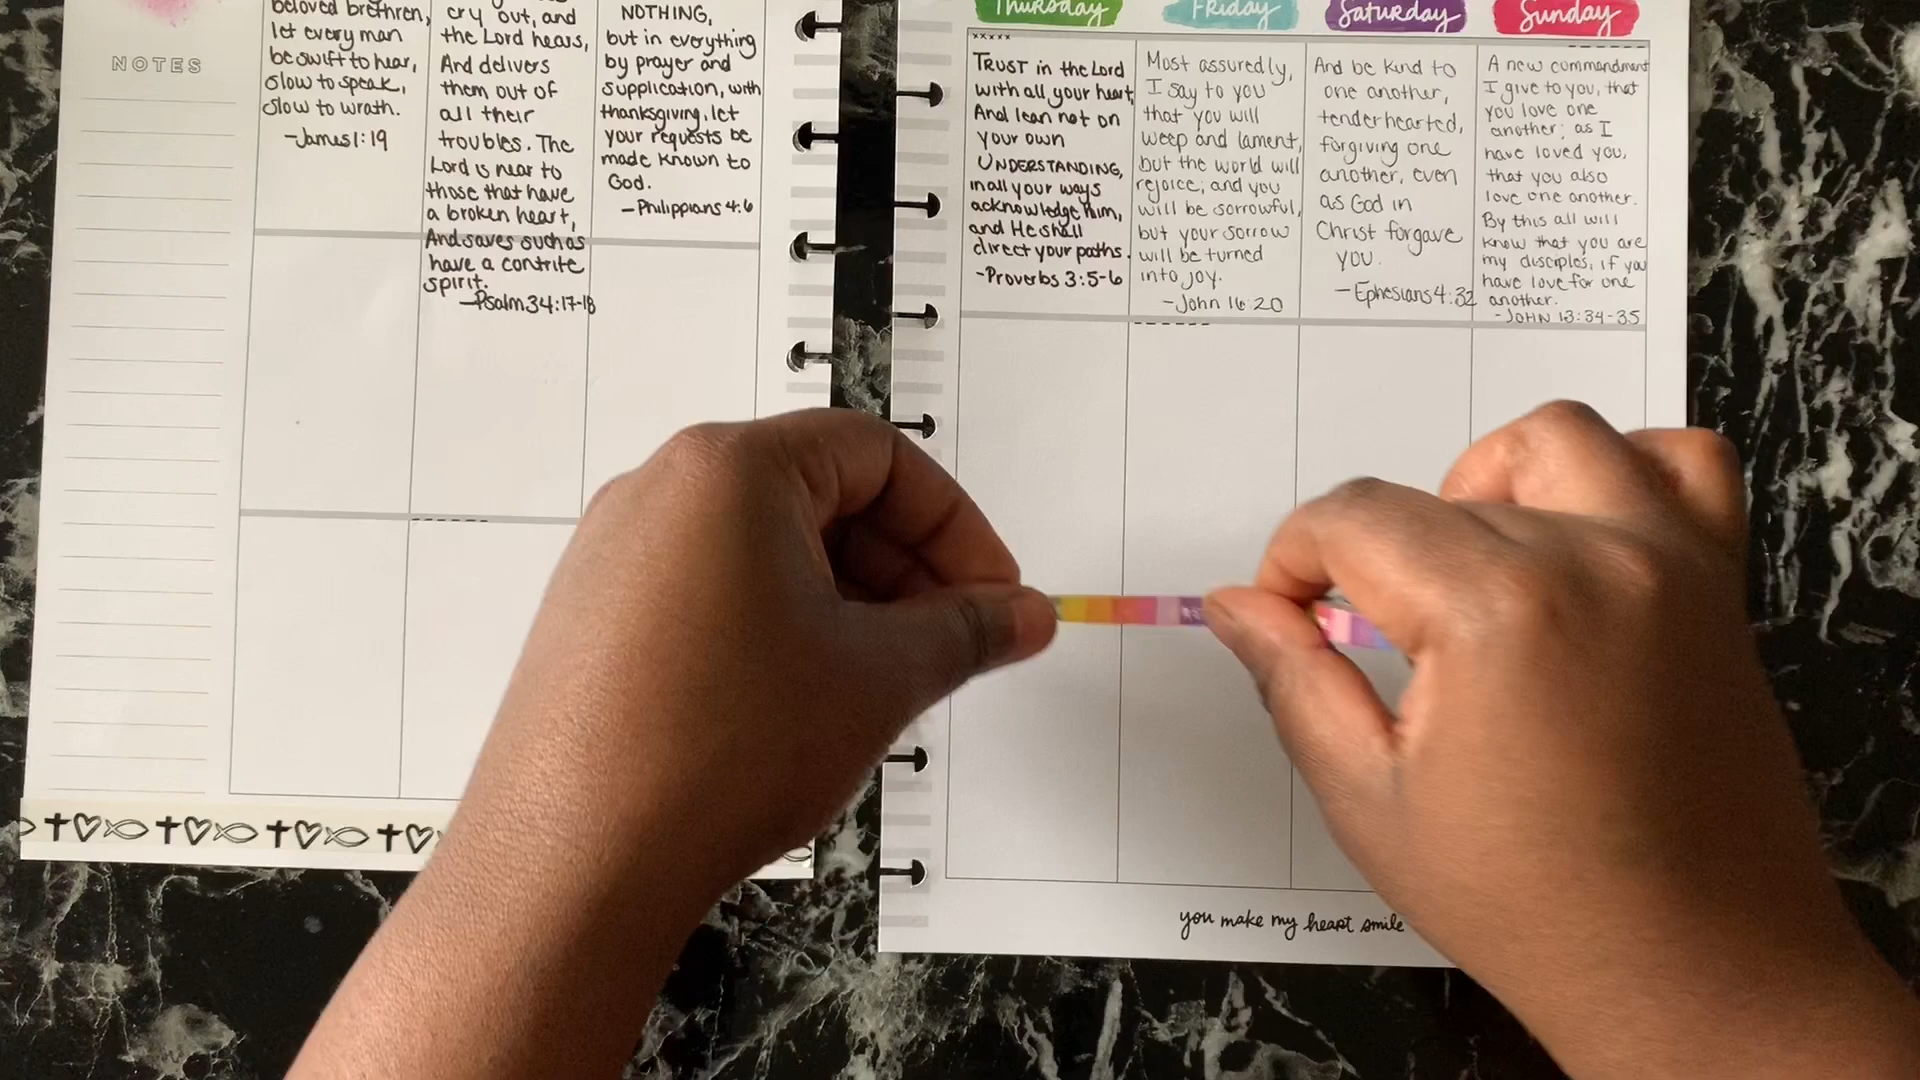 NOTES
beloved brethren,
let every man
be swift to hear,
slow to speak,
slow to wrath.
-James 1:19
cry out, and
the Lord hears,
And delivers
them out of
all their
troubles. The
Lord is near to
those that have
a broken heart,
And saves such as
have a contrite
spirit.
-Psalm 34:17-18
NOTHING,
but in everything
by prayer and
supplication, with
thanksgiving, let
your requests be
made known to
God.
-Philippians 4:6
Thursday
TRUST in the Lord
with all your heart,
And lean not on
your own
UNDERSTANDING,
in all your ways
acknowledge Him,
and He shall
direct your paths.
-Proverbs 3:5-6
Friday
Most assuredly,
I say to you
that you will
weep and lament,
but the world will
rejoice; and you
will be sorrowful,
but your sorrow
will be turned
into joy.
-John 16:20
Saturday
And be kind to
one another,
tenderhearted,
forgiving one
another, even
as God in
Christ forgave
you.
-Ephesians 4:32
Sunday
A new commandment
I give to you, that
you love one
another; as I
have loved you,
that you also
love one another.
By this all will
know that you are
my disciples, if you
have love for one
another.
-JOHN 13:34-35
you make my heart smile